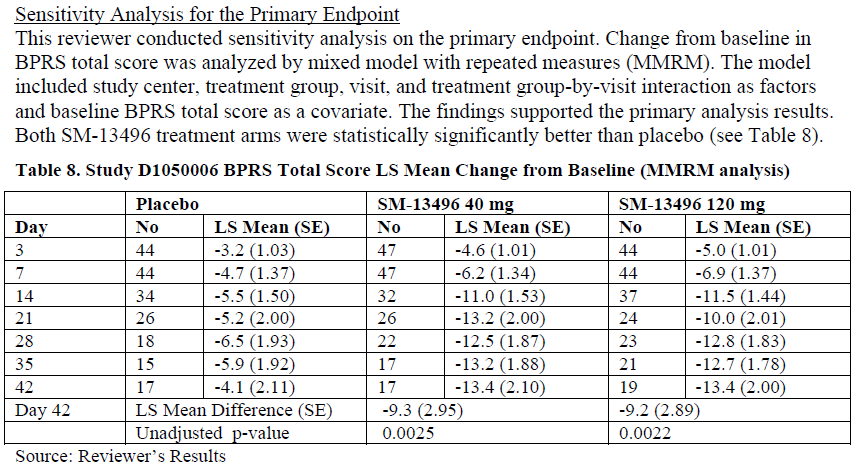 Sensitivity Analysis for the Primary Endpoint
This reviewer conducted sensitivity analysis on the primary endpoint. Change from baseline in
BPRS total score was analyzed by mixed model with repeated measures (MMRM). The model
included study center, treatment group, visit, and treatment group-by-visit interaction as factors
and baseline BPRS total score as a covariate. The findings supported the primary analysis results.
Both SM-13496 treatment arms were statistically significantly better than placebo (see Table 8).
Table 8. Study D1050006 BPRS Total Score LS Mean Change from Baseline (MMRM analysis)
Placebo SM-13496 40 mg SM-13496 120 mg
Day No LS Mean (SE) No LS Mean (SE) No LS Mean (SE)
3 44 -3.2 (1.03) 47 -4.6 (1.01) 44 -5.0 (1.01)
7 44 -4.7 (1.37) 47 -6.2 (1.34) 44 -6.9 (1.37)
14 34 -5.5 (1.50) 32 -11.0 (1.53) 37 -11.5 (1.44)
21 26 -5.2 (2.00) 26 -13.2 (2.00) 24 -10.0 (2.01)
28 18 -6.5 (1.93) 22 -12.5 (1.87) 23 -12.8 (1.83)
35 15 -5.9 (1.92) 17 -13.2 (1.88) 21 -12.7 (1.78)
42 17 -4.1 (2.11) 17 -13.4 (2.10) 19 -13.4 (2.00)
Day 42 LS Mean Difference (SE) -9.3 (2.95) -9.2 (2.89)
Unadjusted p-value 0.0025 0.0022
Source: Reviewer's Results